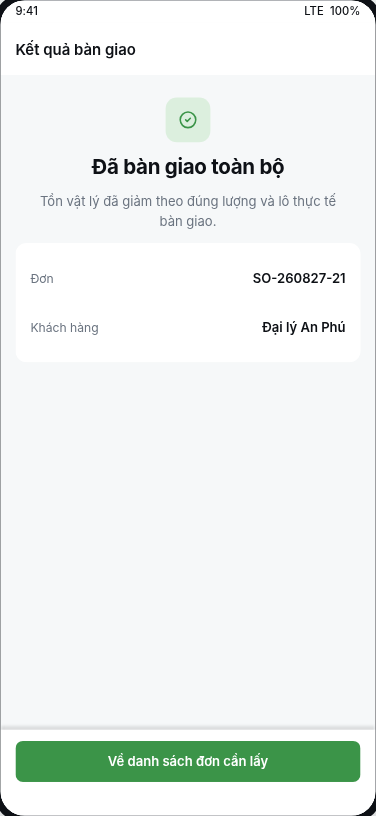 9:41 LTE 100%
Kết quả bàn giao
Đã bàn giao toàn bộ
Tồn vật lý đã giảm theo đúng lượng và lô thực tế
bàn giao.
Đơn SO-260827-21
Khách hàng Đại lý An Phú
Về danh sách đơn cần lấy